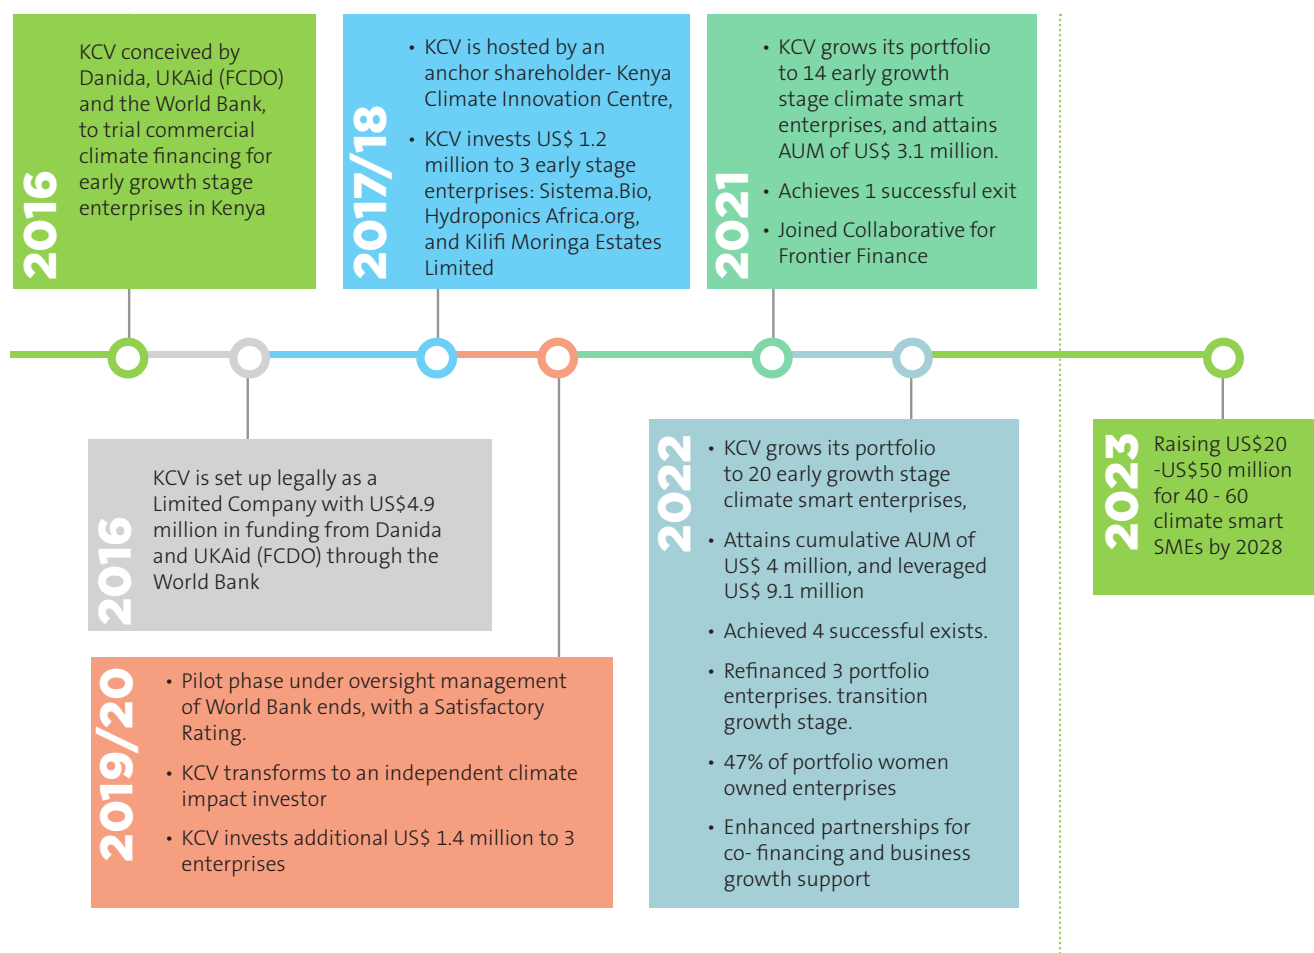 2016
KCV conceived by
Danida, UKAid (FCDO)
and the World Bank,
to trial commercial
climate financing for
early growth stage
enterprises in Kenya
2016
KCV is set up legally as a
Limited Company with US$4.9
million in funding from Danida
and UKAid (FCDO) through the
World Bank
2017/18
• KCV is hosted by an
anchor shareholder- Kenya
Climate Innovation Centre,
• KCV invests US$ 1.2
million to 3 early stage
enterprises: Sistema.Bio,
Hydroponics Africa.org,
and Kilifi Moringa Estates
Limited
2019/20
• Pilot phase under oversight management
of World Bank ends, with a Satisfactory
Rating.
• KCV transforms to an independent climate
impact investor
• KCV invests additional US$ 1.4 million to 3
enterprises
2021
• KCV grows its portfolio
to 14 early growth
stage climate smart
enterprises, and attains
AUM of US$ 3.1 million.
• Achieves 1 successful exit
• Joined Collaborative for
Frontier Finance
2022
• KCV grows its portfolio
to 20 early growth stage
climate smart enterprises,
• Attains cumulative AUM of
US$ 4 million, and leveraged
US$ 9.1 million
• Achieved 4 successful exists.
• Refinanced 3 portfolio
enterprises. transition
growth stage.
• 47% of portfolio women
owned enterprises
• Enhanced partnerships for
co- financing and business
growth support
2023
Raising US$20
-US$50 million
for 40 - 60
climate smart
SMEs by 2028